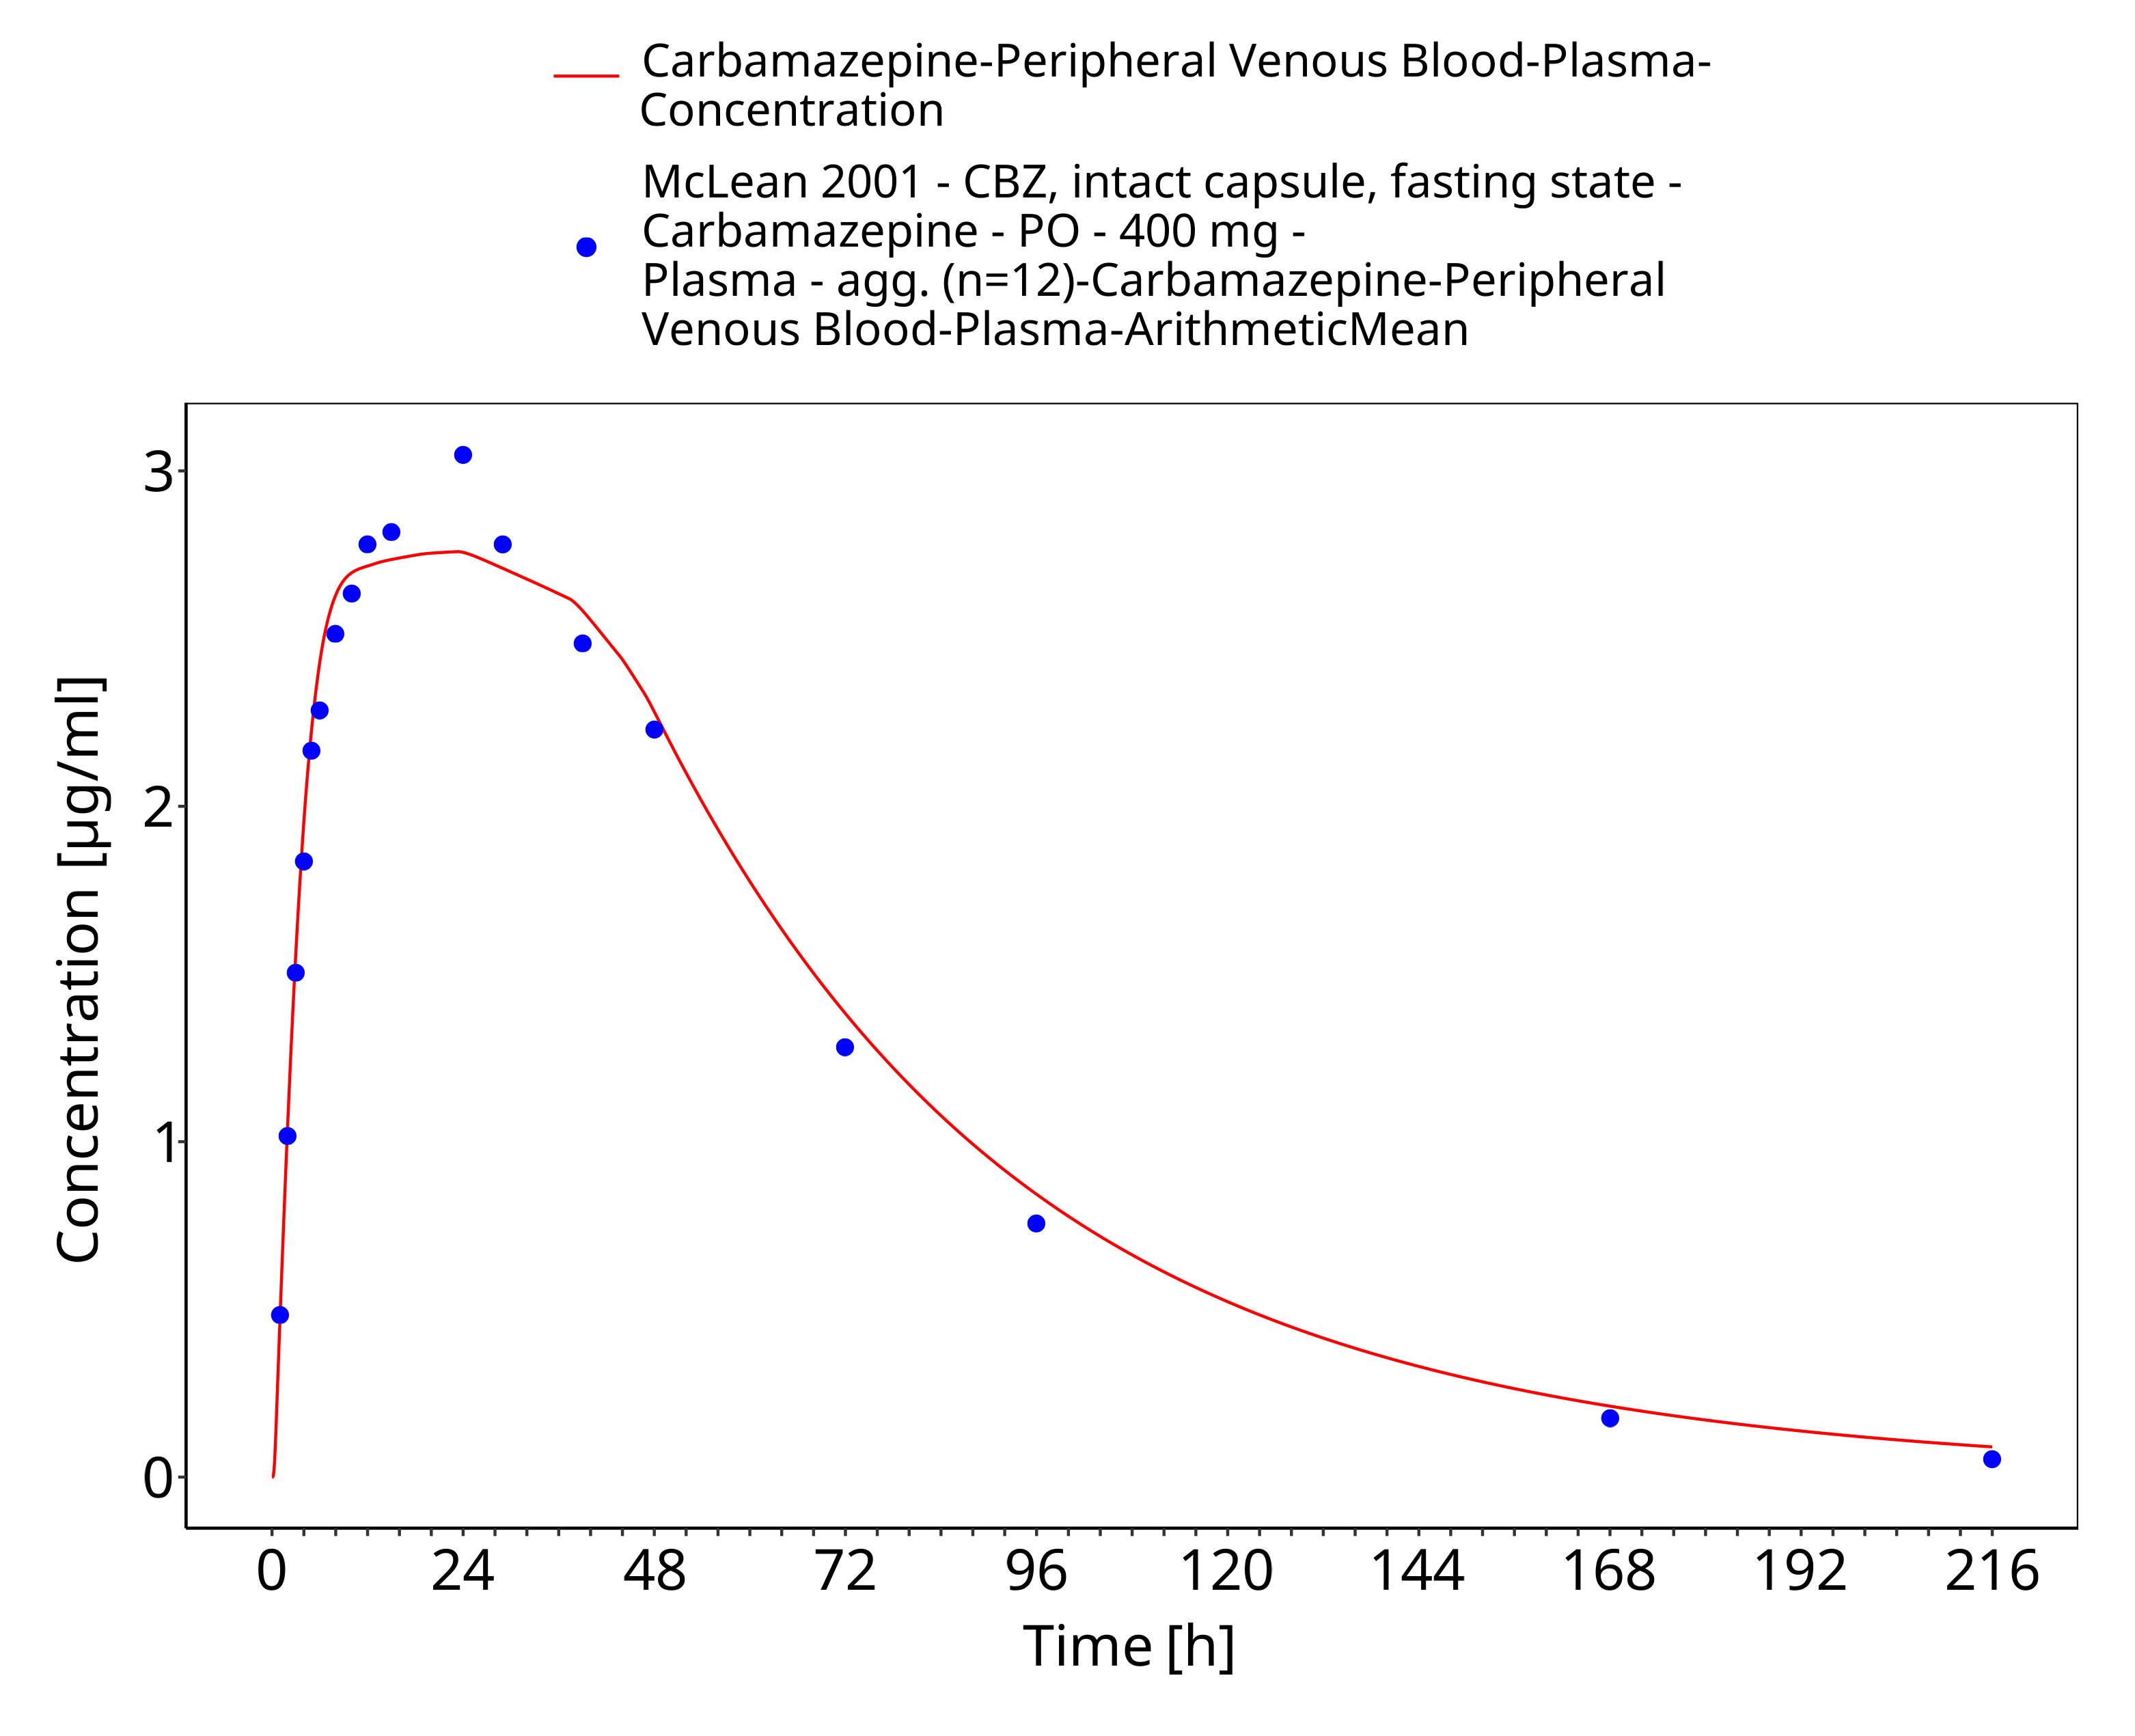 Carbamazepine-Peripheral Venous Blood-Plasma-
Concentration
McLean 2001 - CBZ, intact capsule, fasting state -
Carbamazepine - PO - 400 mg -
Plasma - agg. (n=12)-Carbamazepine-Peripheral
Venous Blood-Plasma-ArithmeticMean
Concentration [µg/ml]
3
2
1
0
0 24 48 72 96 120 144 168 192 216
Time [h]